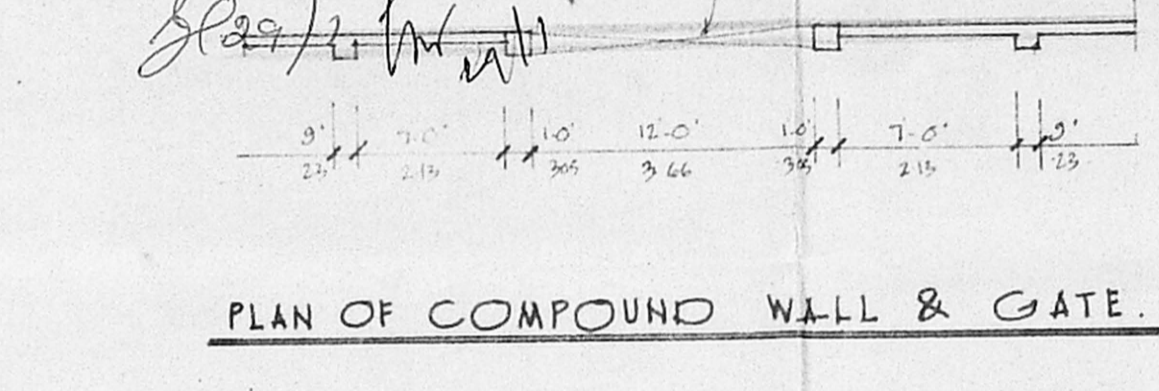 9" 7'-0" 1'-0" 12'-0" 1'-0" 7'-0" 9"
23 2.13 305 3.66 305 2.13 .23
PLAN OF COMPOUND WALL & GATE.